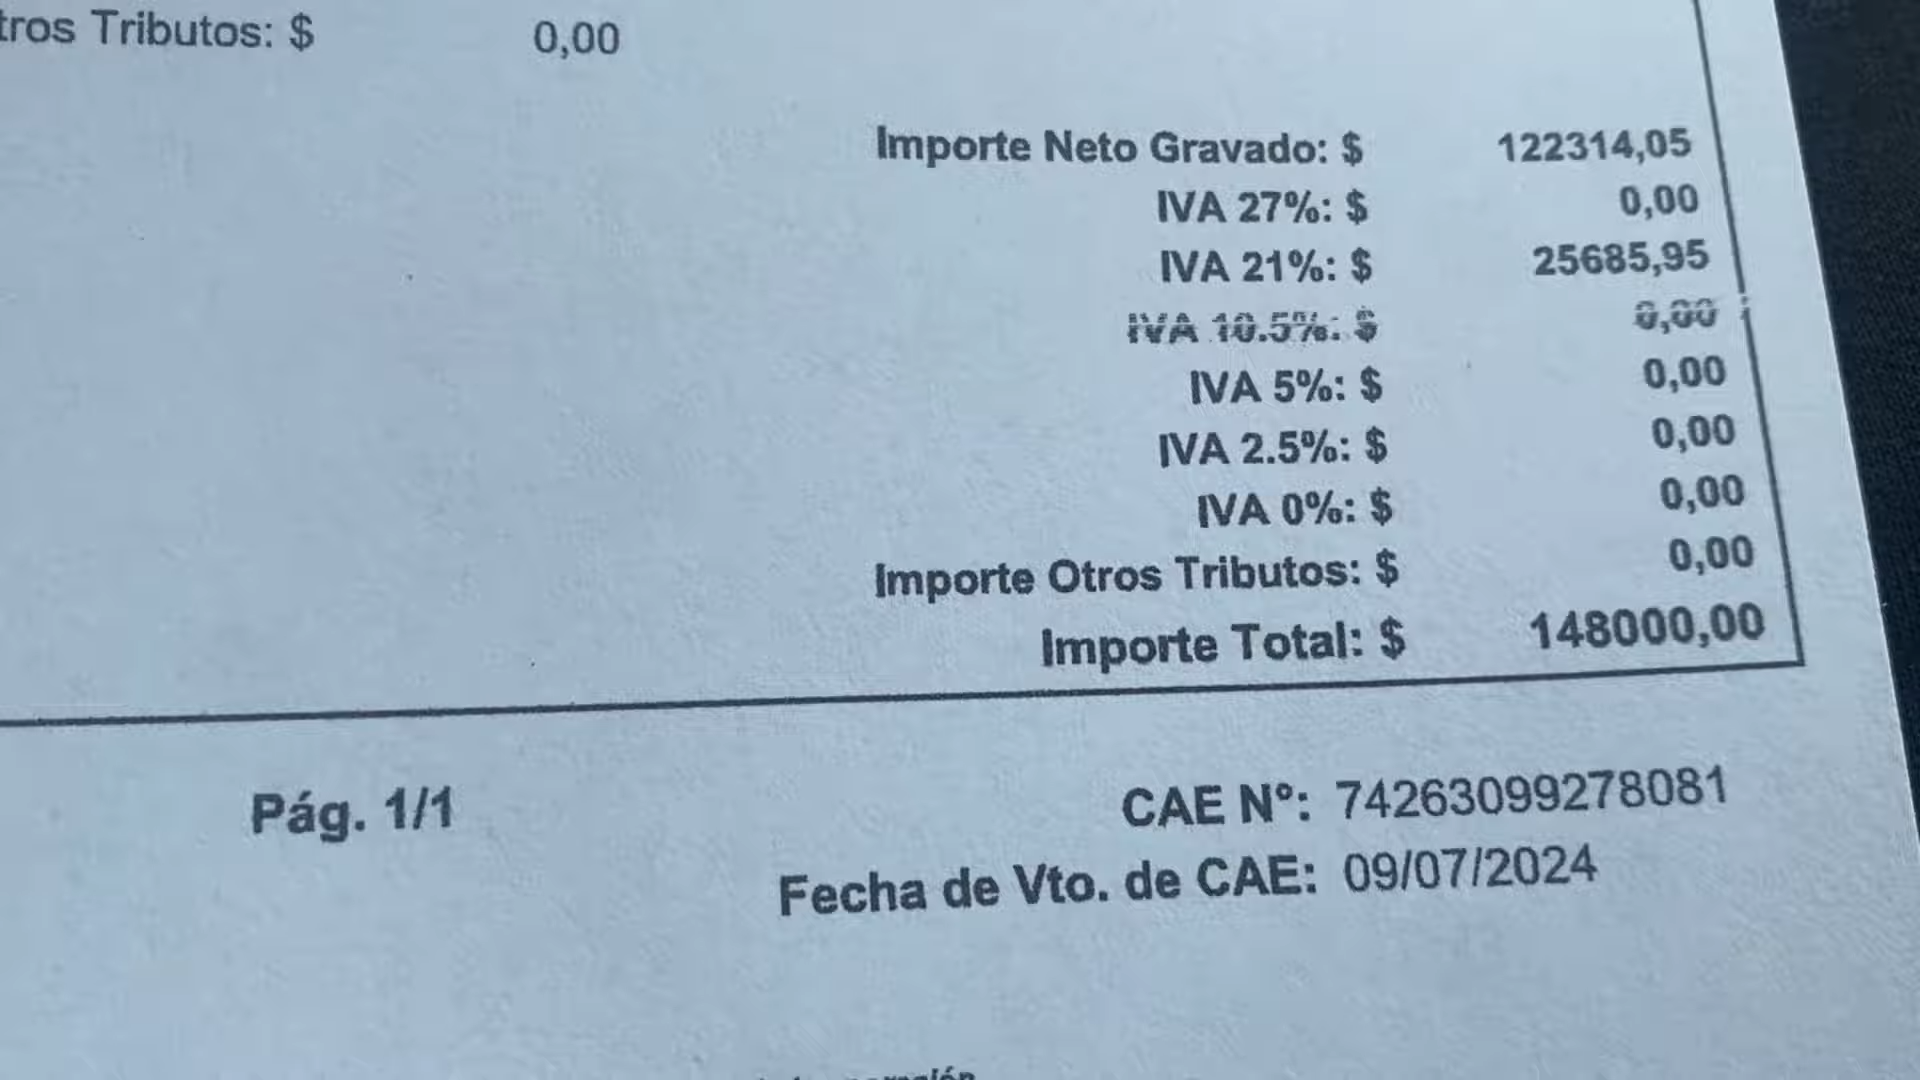 tros Tributos: $ 0,00
Importe Neto Gravado: $ 122314,05
IVA 27%: $ 0,00
IVA 21%: $ 25685,95
IVA 10.5%: $ 0,00
IVA 5%: $ 0,00
IVA 2.5%: $ 0,00
IVA 0%: $ 0,00
Importe Otros Tributos: $ 0,00
Importe Total: $ 148000,00
Pág. 1/1
CAE N°: 74263099278081
Fecha de Vto. de CAE: 09/07/2024